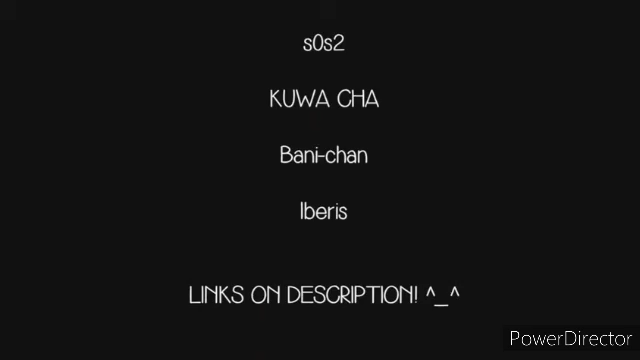 s0s2
KUWA CHA
Bani-chan
Iberis
LINKS ON DESCRIPTION! ^_^
PowerDirector